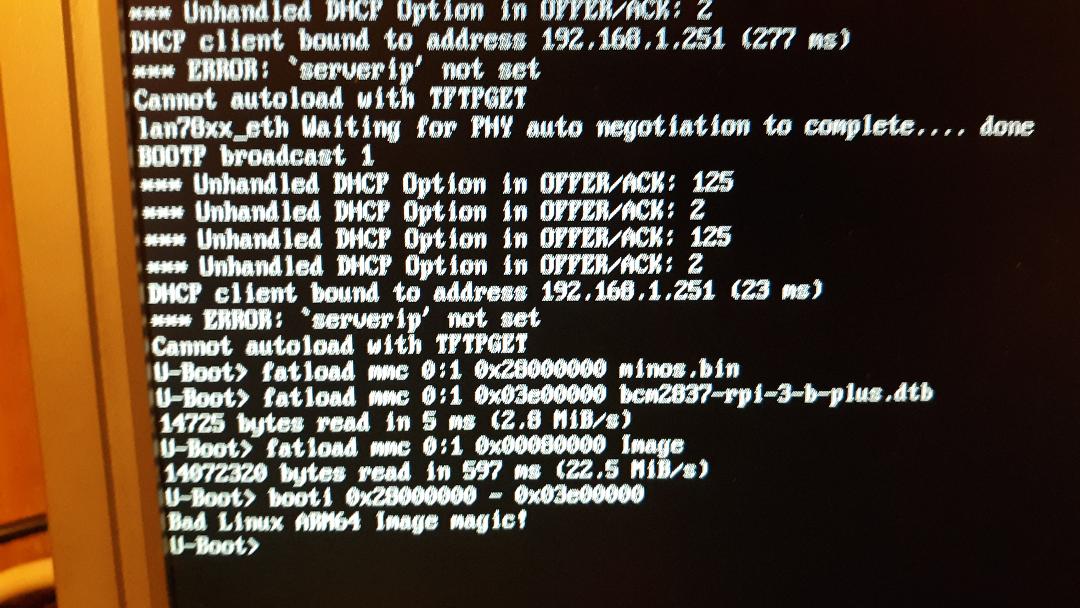 *** Unhandled DHCP Option in OFFER/ACK: 2
DHCP client bound to address 192.168.1.251 (277 ms)
*** ERROR: `serverip' not set
Cannot autoload with TFTPGET
lan78xx_eth Waiting for PHY auto negotiation to complete.... done
BOOTP broadcast 1
*** Unhandled DHCP Option in OFFER/ACK: 125
*** Unhandled DHCP Option in OFFER/ACK: 2
*** Unhandled DHCP Option in OFFER/ACK: 125
*** Unhandled DHCP Option in OFFER/ACK: 2
DHCP client bound to address 192.168.1.251 (23 ms)
*** ERROR: `serverip' not set
Cannot autoload with TFTPGET
U-Boot> fatload mmc 0:1 0x28000000 minos.bin
U-Boot> fatload mmc 0:1 0x03e00000 bcm2837-rpi-3-b-plus.dtb
14725 bytes read in 5 ms (2.8 MiB/s)
U-Boot> fatload mmc 0:1 0x00080000 Image
14072320 bytes read in 597 ms (22.5 MiB/s)
U-Boot> booti 0x28000000 - 0x03e00000
Bad Linux ARM64 Image magic!
U-Boot>